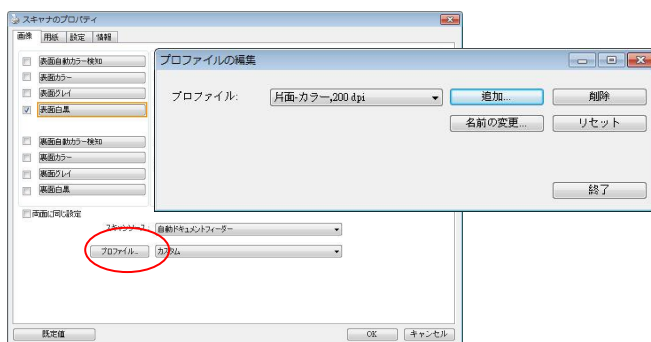 スキャナのプロパティ
画像 用紙 設定 情報
表面自動カラー検知
表面カラー
表面グレイ
表面白黒
裏面自動カラー検知
裏面カラー
裏面グレイ
裏面白黒
両面に同じ設定
スキャンソース: 自動ドキュメントフィーダー
プロファイル... カスタム
既定値 OK キャンセル
プロファイルの編集
プロファイル: 片面-カラー,200 dpi 追加... 削除
名前の変更... リセット
終了